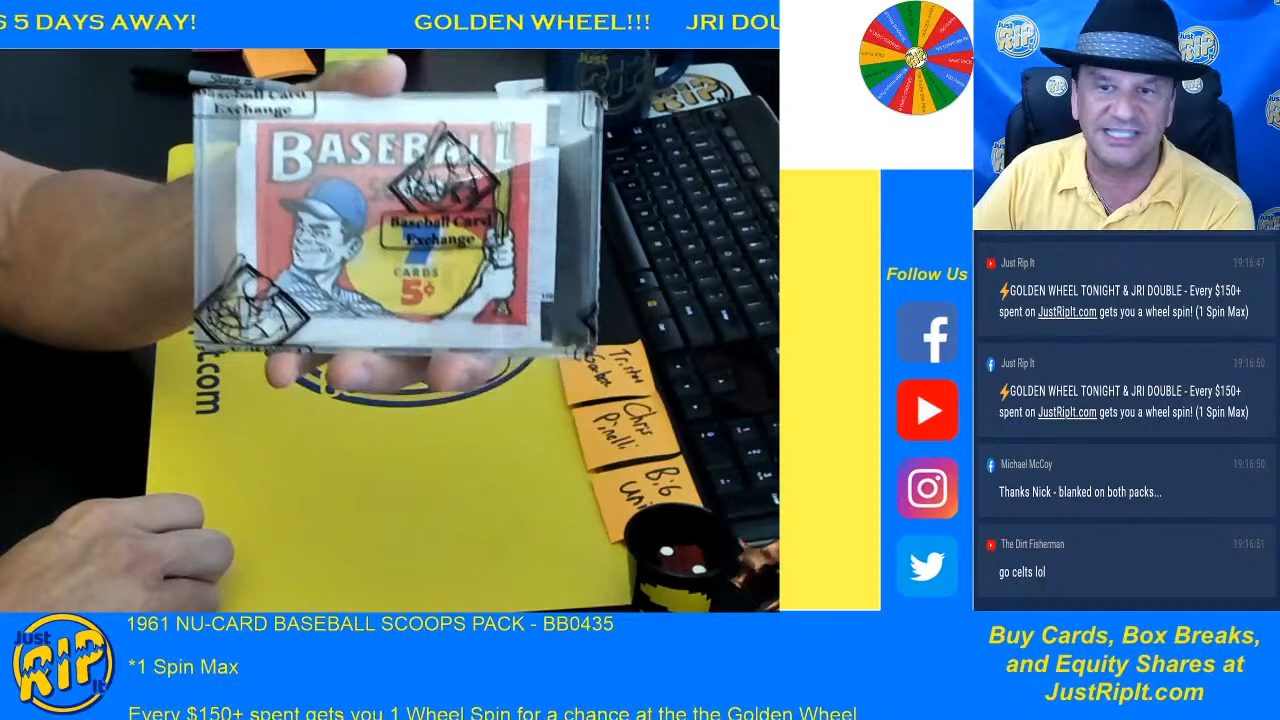 S 5 DAYS AWAY!
GOLDEN WHEEL!!!
JRI DOU
Baseball Card
Exchange
BASEBALL
Baseball Card
Exchange
7
CARDS
5¢
t.com
Chris
Pinelli
Big
Uni
Just
RIP
It
Follow Us
Just Rip It
19:16:47
⚡GOLDEN WHEEL TONIGHT & JRI DOUBLE - Every $150+
spent on JustRipIt.com gets you a wheel spin! (1 Spin Max)
Just Rip It
19:16:50
⚡GOLDEN WHEEL TONIGHT & JRI DOUBLE - Every $150+
spent on JustRipIt.com gets you a wheel spin! (1 Spin Max)
Michael McCoy
19:16:50
Thanks Nick - blanked on both packs...
The Dirt Fisherman
19:16:51
go celts lol
Just
RIP
It
1961 NU-CARD BASEBALL SCOOPS PACK - BB0435
*1 Spin Max
Every $150+ spent gets you 1 Wheel Spin for a chance at the the Golden Wheel
Buy Cards, Box Breaks,
and Equity Shares at
JustRipIt.com